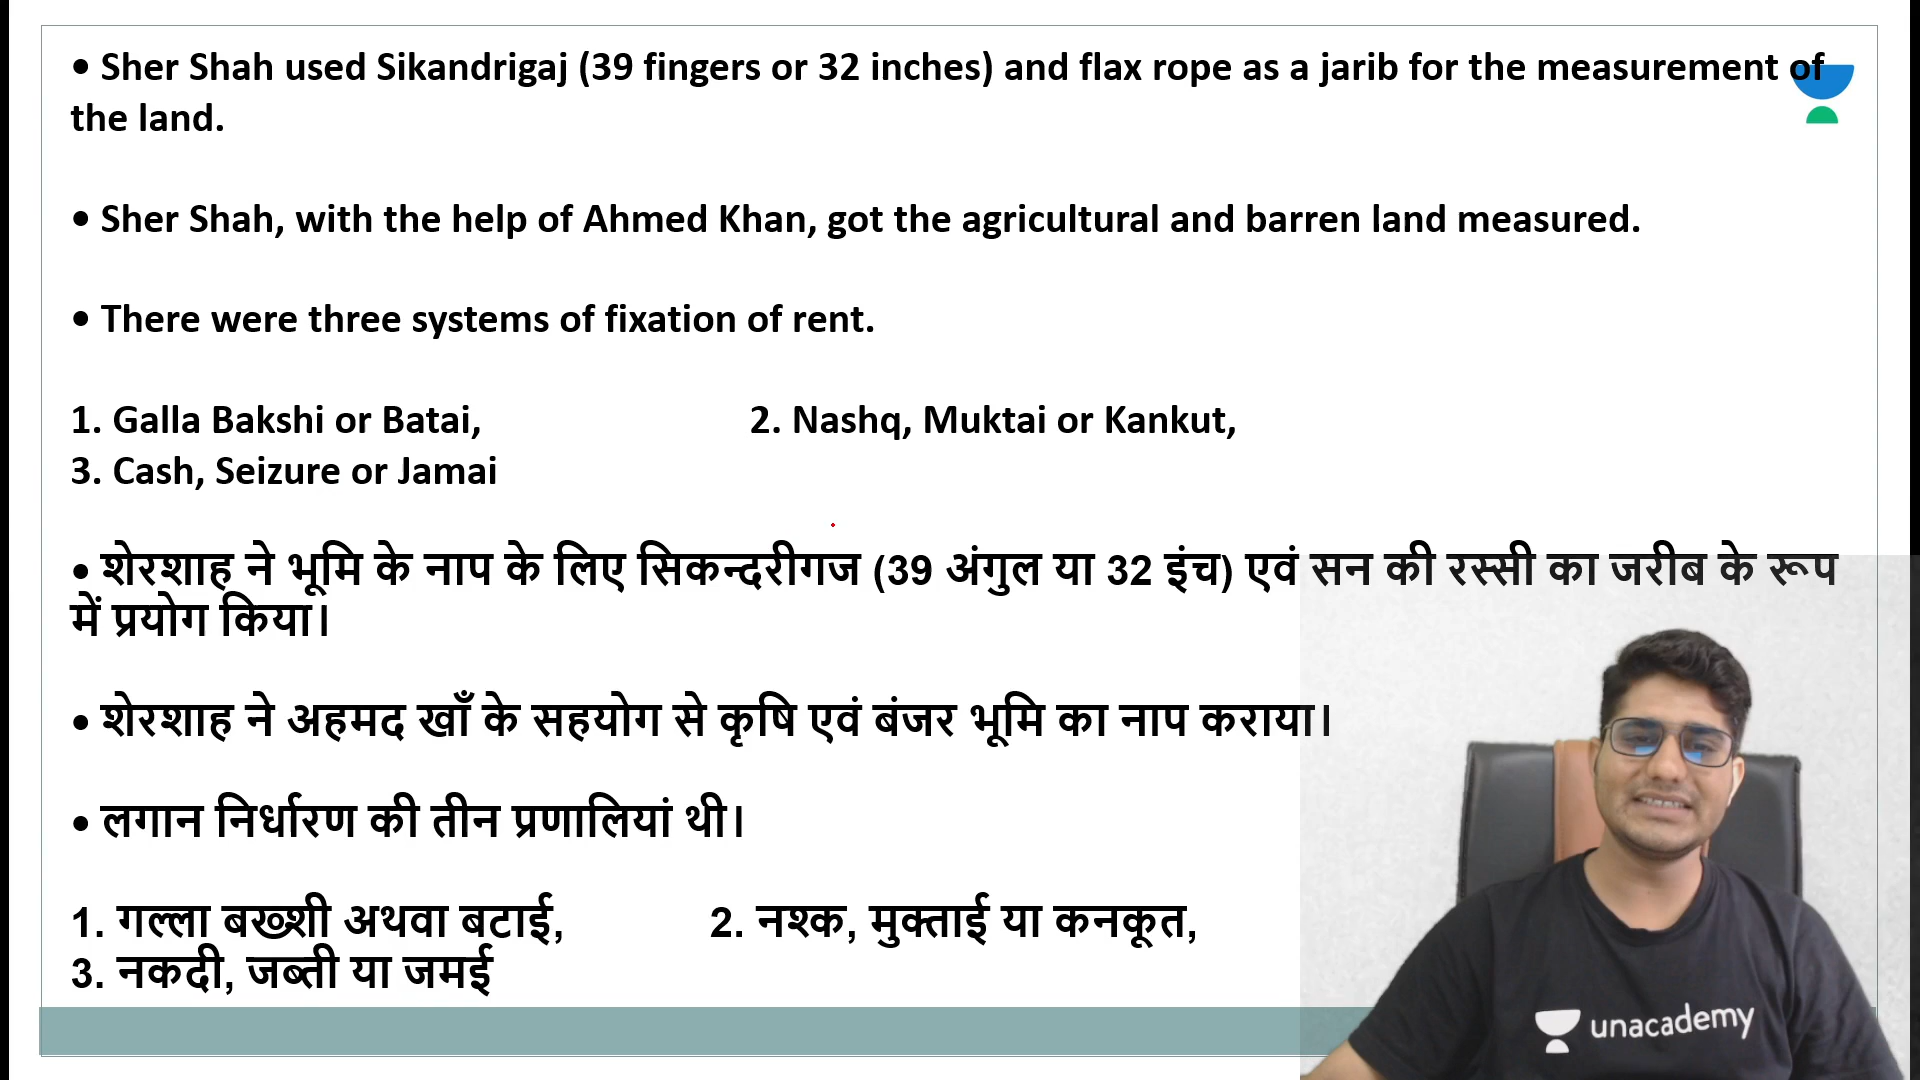 • Sher Shah used Sikandrigaj (39 fingers or 32 inches) and flax rope as a jarib for the measurement of
the land.
• Sher Shah, with the help of Ahmed Khan, got the agricultural and barren land measured.
• There were three systems of fixation of rent.
1. Galla Bakshi or Batai, 2. Nashq, Muktai or Kankut,
3. Cash, Seizure or Jamai
• शेरशाह ने भूमि के नाप के लिए सिकन्दरीगज (39 अंगुल या 32 इंच) एवं सन की रस्सी का जरीब के रूप
में प्रयोग किया।
• शेरशाह ने अहमद खाँ के सहयोग से कृषि एवं बंजर भूमि का नाप कराया।
• लगान निर्धारण की तीन प्रणालियां थी।
1. गल्ला बख्शी अथवा बटाई, 2. नश्क, मुक्ताई या कनकूत,
3. नकदी, जब्ती या जमई
unacademy